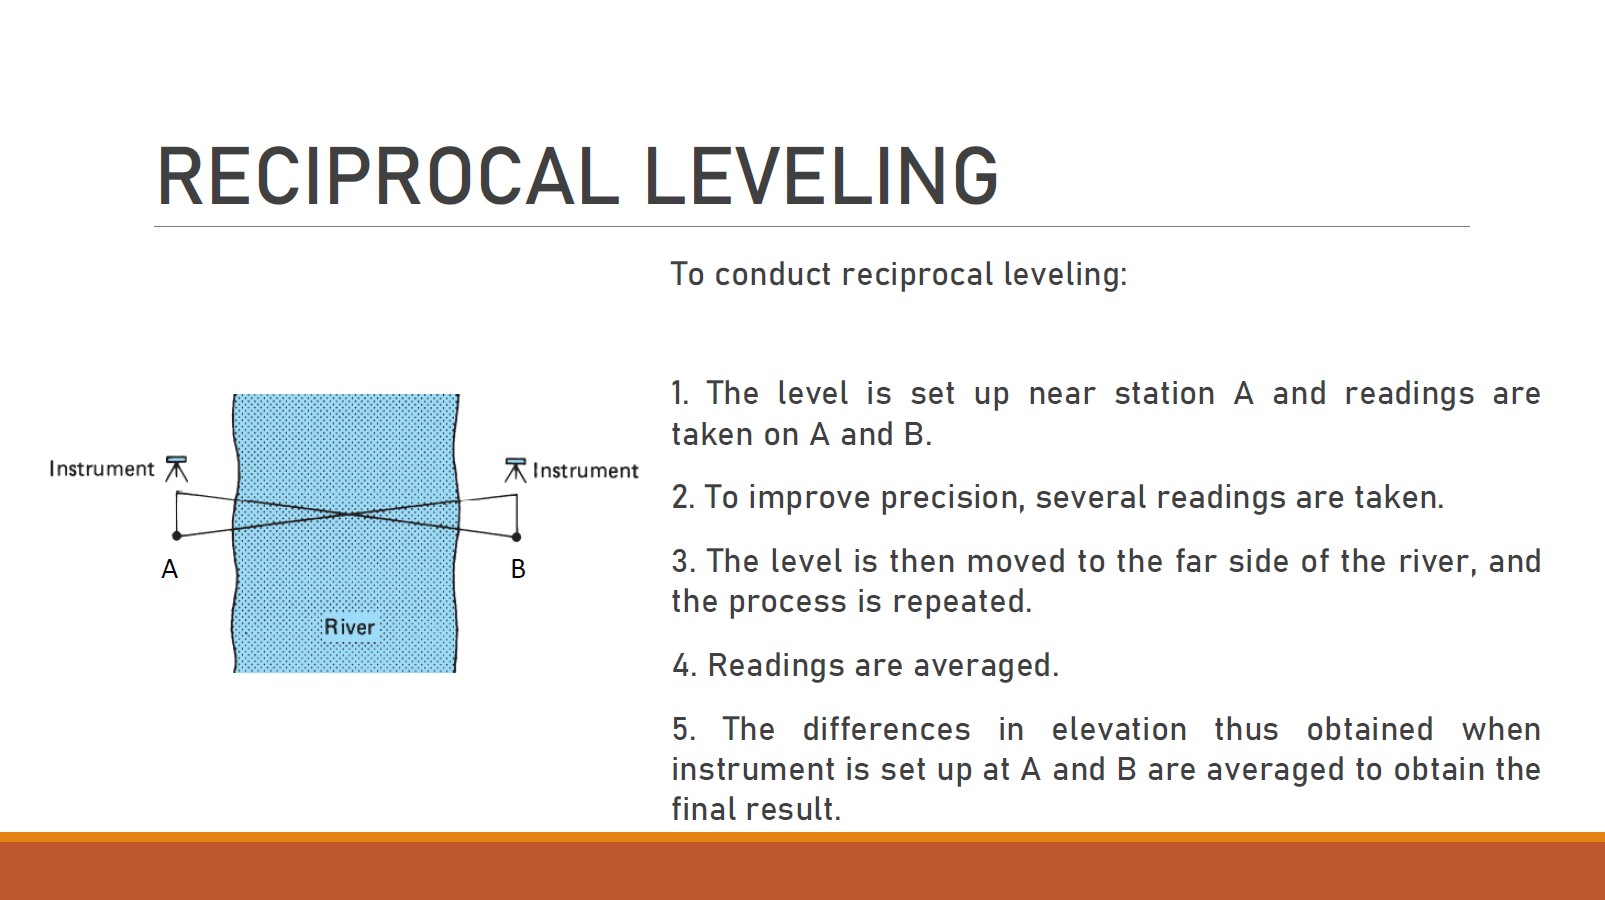 RECIPROCAL LEVELING
To conduct reciprocal leveling:
1. The level is set up near station A and readings are
taken on A and B.
2. To improve precision, several readings are taken.
3. The level is then moved to the far side of the river, and
the process is repeated.
4. Readings are averaged.
5. The differences in elevation thus obtained when
instrument is set up at A and B are averaged to obtain the
final result.
Instrument
Instrument
A
B
River